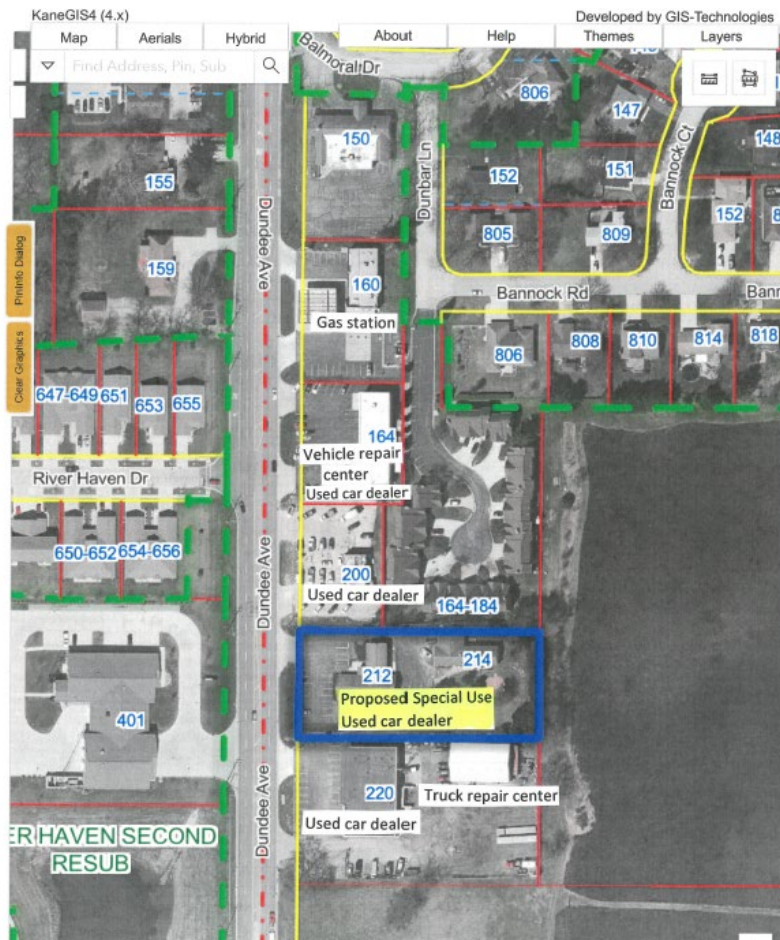 KaneGIS4 (4.x)
Developed by GIS-Technologies
Map
Aerials
Hybrid
About
Help
Themes
Layers
Find Address, Pin, Sub
Balmoral Dr
806
147
148
150
Dunbar Ln
152
151
Bannock Ct
152
155
Dundee Ave
805
809
159
160
Bannock Rd
Gas station
PinInfo Dialog
Clear Graphics
806
808
810
814
818
647-649
651
653
655
164
Vehicle repair
center
Used car dealer
River Haven Dr
650-652
654-656
Dundee Ave
200
Used car dealer
164-184
212
214
Proposed Special Use
Used car dealer
401
Dundee Ave
220
Truck repair center
Used car dealer
ER HAVEN SECOND
RESUB